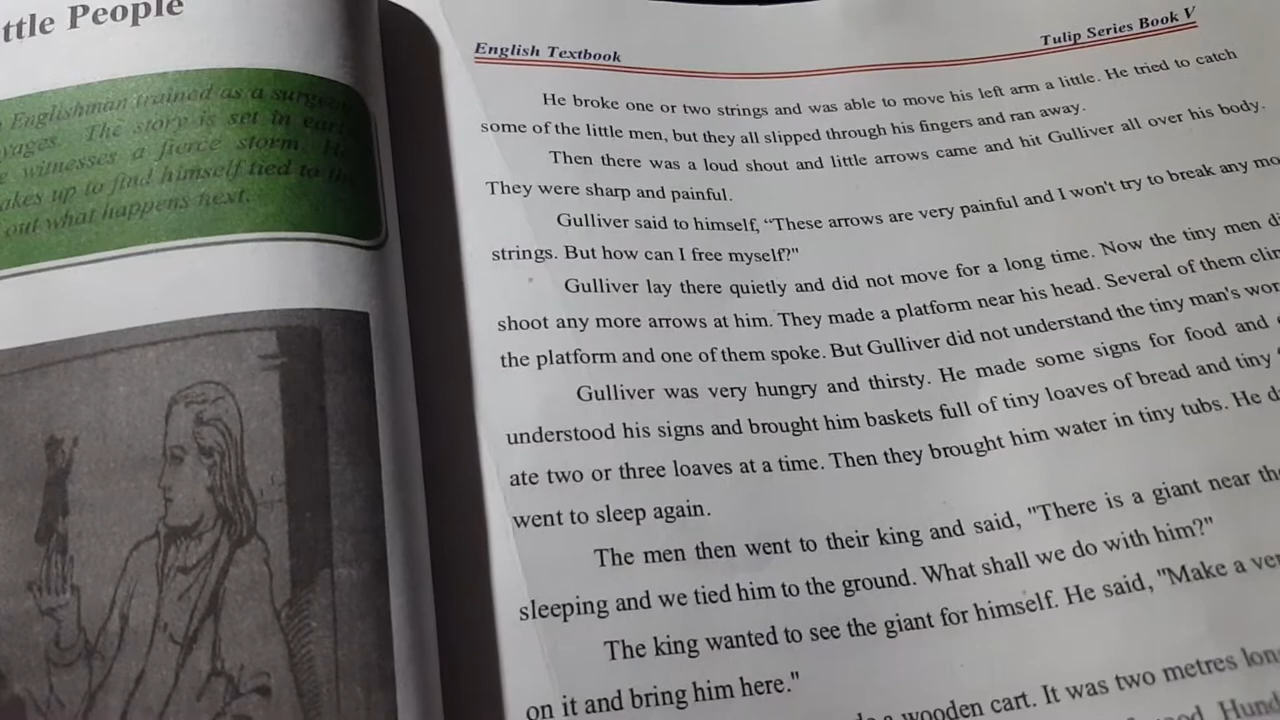 ttle People
Englishman trained as a surge
The story is set in ear
yages.
witnesses a fierce storm. H
akes up to find himself tied to th
out what happens next.
English Textbook
Tulip Series Book V
He broke one or two strings and was able to move his left arm a little. He tried to catch
some of the little men, but they all slipped through his fingers and ran away.
Then there was a loud shout and little arrows came and hit Gulliver all over his body.
They were sharp and painful.
Gulliver said to himself, “These arrows are very painful and I won't try to break any mo
strings. But how can I free myself?"
Gulliver lay there quietly and did not move for a long time. Now the tiny men di
shoot any more arrows at him. They made a platform near his head. Several of them clim
the platform and one of them spoke. But Gulliver did not understand the tiny man's wor
Gulliver was very hungry and thirsty. He made some signs for food and
understood his signs and brought him baskets full of tiny loaves of bread and tiny
ate two or three loaves at a time. Then they brought him water in tiny tubs. He d
went to sleep again.
The men then went to their king and said, "There is a giant near the
sleeping and we tied him to the ground. What shall we do with him?"
The king wanted to see the giant for himself. He said, "Make a ver
on it and bring him here."
wooden cart. It was two metres lon
Hund